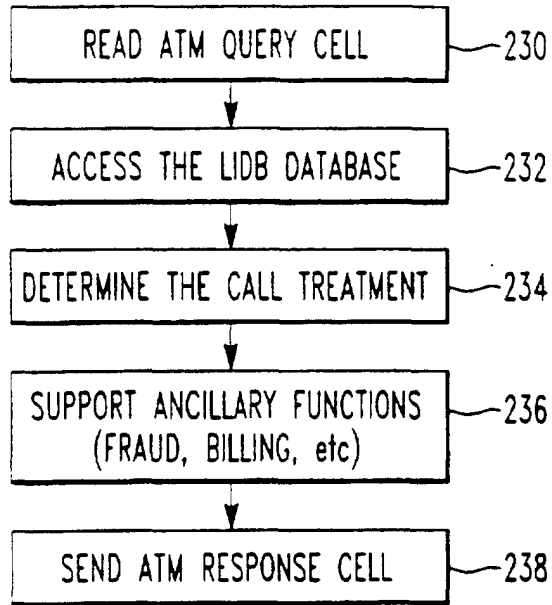 READ ATM QUERY CELL 230
ACCESS THE LIDB DATABASE 232
DETERMINE THE CALL TREATMENT 234
SUPPORT ANCILLARY FUNCTIONS 236
(FRAUD, BILLING, etc)
SEND ATM RESPONSE CELL 238